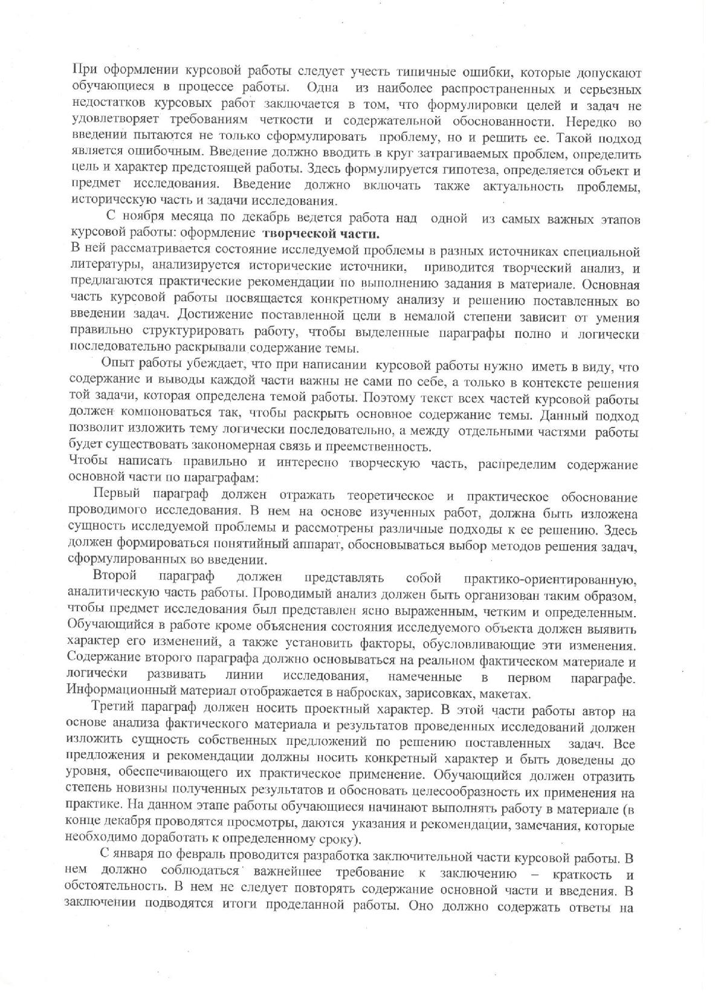 При оформлении курсовой работы следует учесть типичные ошибки, которые допускают
обучающиеся в процессе работы. Одна из наиболее распространенных и серьезных
недостатков курсовых работ заключается в том, что формулировки целей и задач не
удовлетворяет требованиям четкости и содержательной обоснованности. Нередко во
введении пытаются не только сформулировать проблему, но и решить ее. Такой подход
является ошибочным. Введение должно вводить в круг затрагиваемых проблем, определить
цель и характер предстоящей работы. Здесь формулируется гипотеза, определяется объект и
предмет исследования. Введение должно включать также актуальность проблемы,
историческую часть и задачи исследования.
С ноября месяца по декабрь ведется работа над одной из самых важных этапов
курсовой работы: оформление творческой части.
В ней рассматривается состояние исследуемой проблемы в разных источниках специальной
литературы, анализируется исторические источники, приводится творческий анализ, и
предлагаются практические рекомендации по выполнению задания в материале. Основная
часть курсовой работы посвящается конкретному анализу и решению поставленных во
введении задач. Достижение поставленной цели в немалой степени зависит от умения
правильно структурировать работу, чтобы выделенные параграфы полно и логически
последовательно раскрывали содержание темы.
Опыт работы убеждает, что при написании курсовой работы нужно иметь в виду, что
содержание и выводы каждой части важны не сами по себе, а только в контексте решения
той задачи, которая определена темой работы. Поэтому текст всех частей курсовой работы
должен компоноваться так, чтобы раскрыть основное содержание темы. Данный подход
позволит изложить тему логически последовательно, а между отдельными частями работы
будет существовать закономерная связь и преемственность.
Чтобы написать правильно и интересно творческую часть, распределим содержание
основной части по параграфам:
Первый параграф должен отражать теоретическое и практическое обоснование
проводимого исследования. В нем на основе изученных работ, должна быть изложена
сущность исследуемой проблемы и рассмотрены различные подходы к ее решению. Здесь
должен формироваться понятийный аппарат, обосновываться выбор методов решения задач,
сформулированных во введении.
Второй параграф должен представлять собой практико-ориентированную,
аналитическую часть работы. Проводимый анализ должен быть организован таким образом,
чтобы предмет исследования был представлен ясно выраженным, четким и определенным.
Обучающийся в работе кроме объяснения состояния исследуемого объекта должен выявить
характер его изменений, а также установить факторы, обусловливающие эти изменения.
Содержание второго параграфа должно основываться на реальном фактическом материале и
логически развивать линии исследования, намеченные в первом параграфе.
Информационный материал отображается в набросках, зарисовках, макетах.
Третий параграф должен носить проектный характер. В этой части работы автор на
основе анализа фактического материала и результатов проведенных исследований должен
изложить сущность собственных предложений по решению поставленных задач. Все
предложения и рекомендации должны носить конкретный характер и быть доведены до
уровня, обеспечивающего их практическое применение. Обучающийся должен отразить
степень новизны полученных результатов и обосновать целесообразность их применения на
практике. На данном этапе работы обучающиеся начинают выполнять работу в материале (в
конце декабря проводятся просмотры, даются указания и рекомендации, замечания, которые
необходимо доработать к определенному сроку).
С января по февраль проводится разработка заключительной части курсовой работы. В
нем должно соблюдаться важнейшее требование к заключению – краткость и
обстоятельность. В нем не следует повторять содержание основной части и введения. В
заключении подводятся итоги проделанной работы. Оно должно содержать ответы на